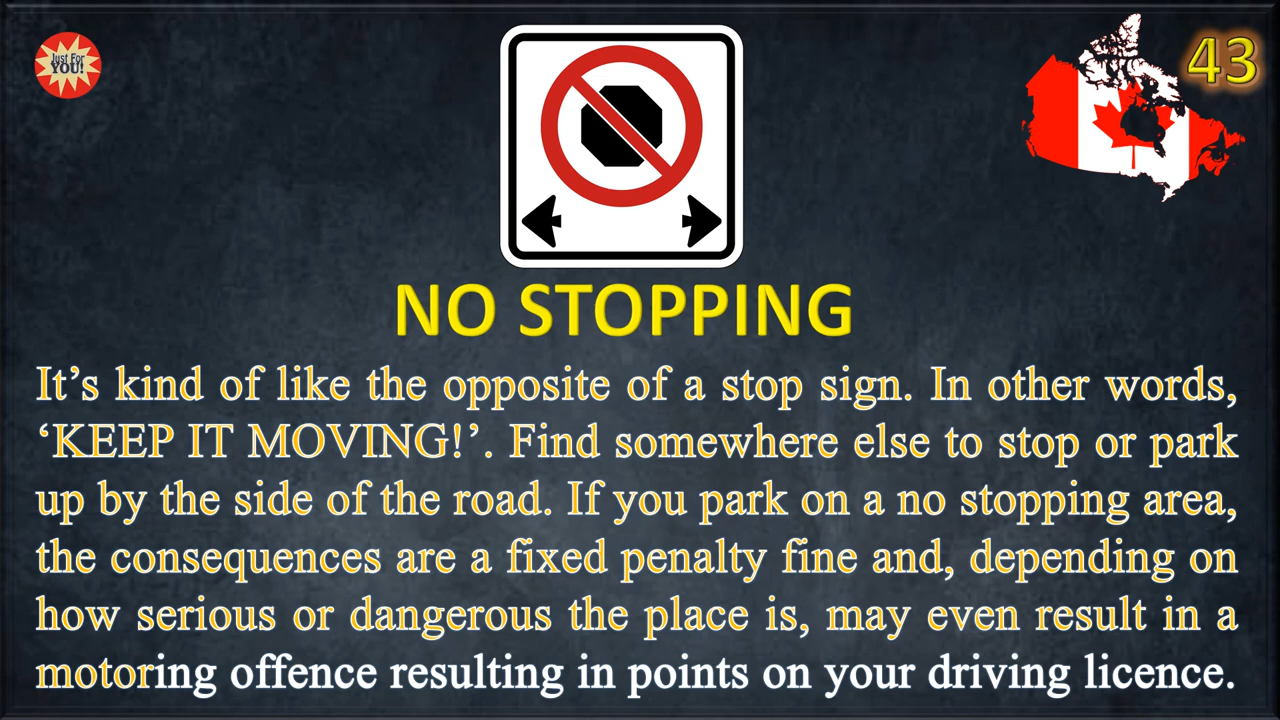 Just For
YOU!
43
NO STOPPING
It’s kind of like the opposite of a stop sign. In other words,
‘KEEP IT MOVING!’. Find somewhere else to stop or park
up by the side of the road. If you park on a no stopping area,
the consequences are a fixed penalty fine and, depending on
how serious or dangerous the place is, may even result in a
motoring offence resulting in points on your driving licence.